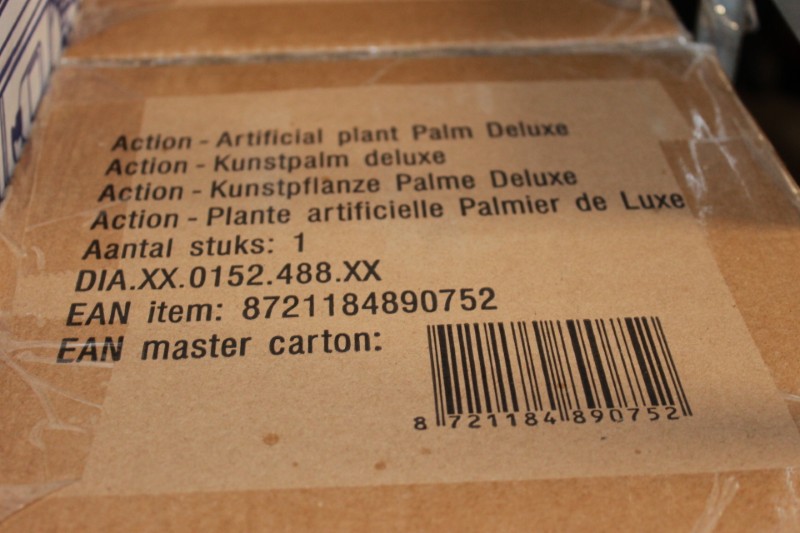 Action - Artificial plant Palm Deluxe
Action - Kunstpalm deluxe
Action - Kunstpflanze Palme Deluxe
Action - Plante artificielle Palmier de Luxe
Aantal stuks: 1
DIA.XX.0152.488.XX
EAN item: 8721184890752
EAN master carton:
8 721184 890752